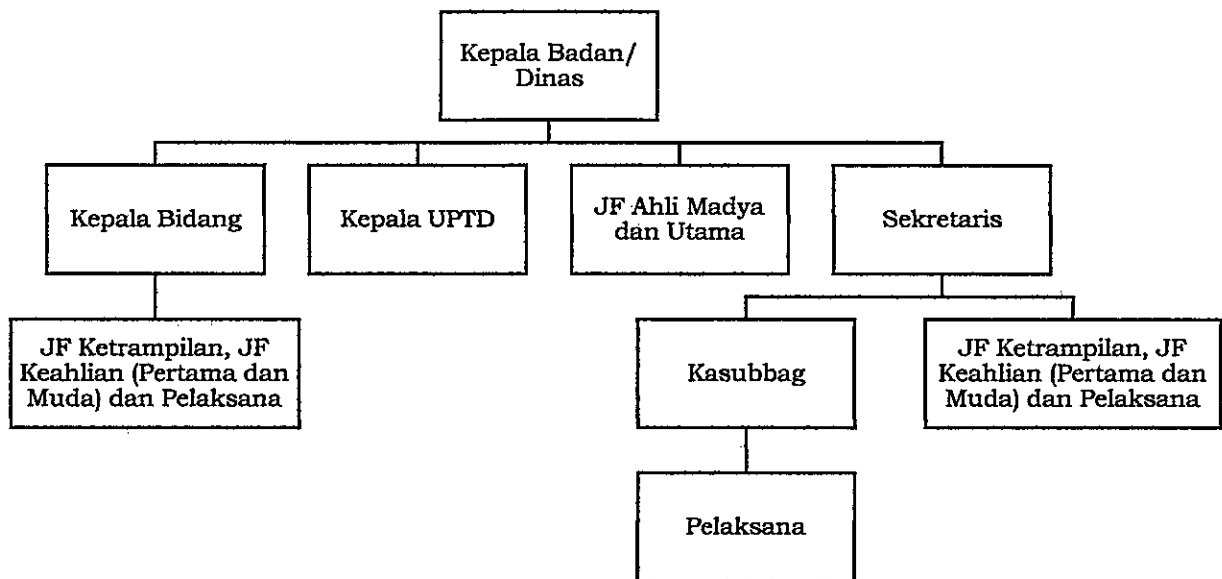 Kepala Badan/
Dinas
Kepala Bidang
Kepala UPTD
JF Ahli Madya
dan Utama
Sekretaris
JF Ketrampilan, JF
Keahlian (Pertama dan
Muda) dan Pelaksana
Kasubbag
JF Ketrampilan, JF
Keahlian (Pertama dan
Muda) dan Pelaksana
Pelaksana